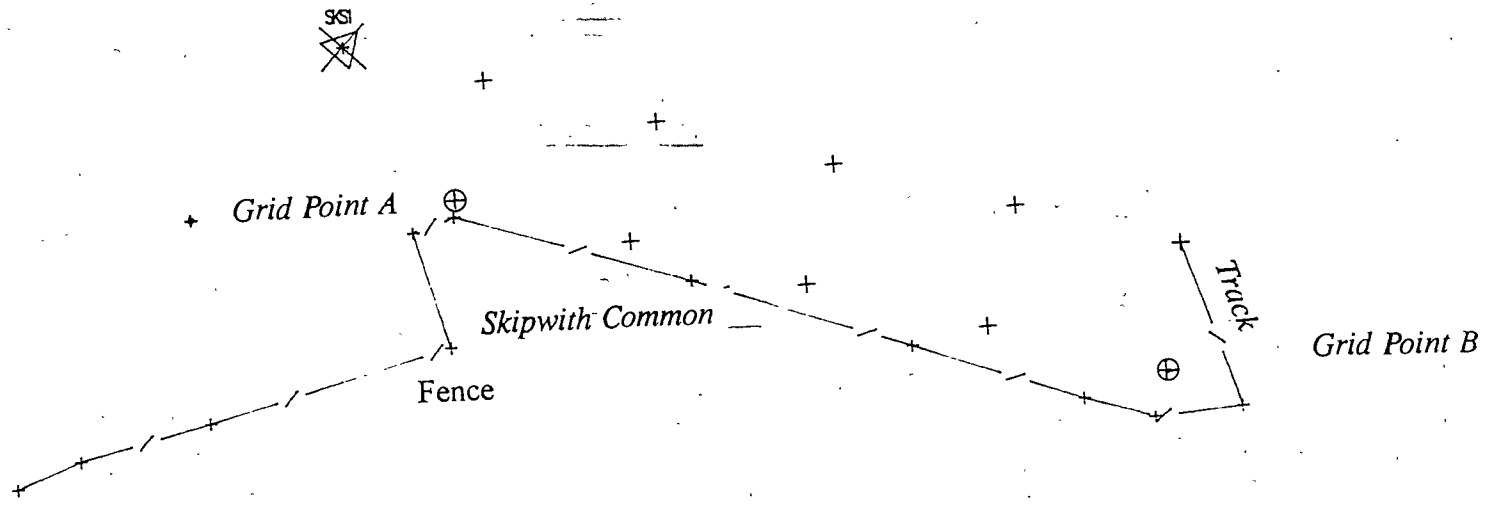 SKS1
Grid Point A
Track
Skipwith Common
Grid Point B
Fence